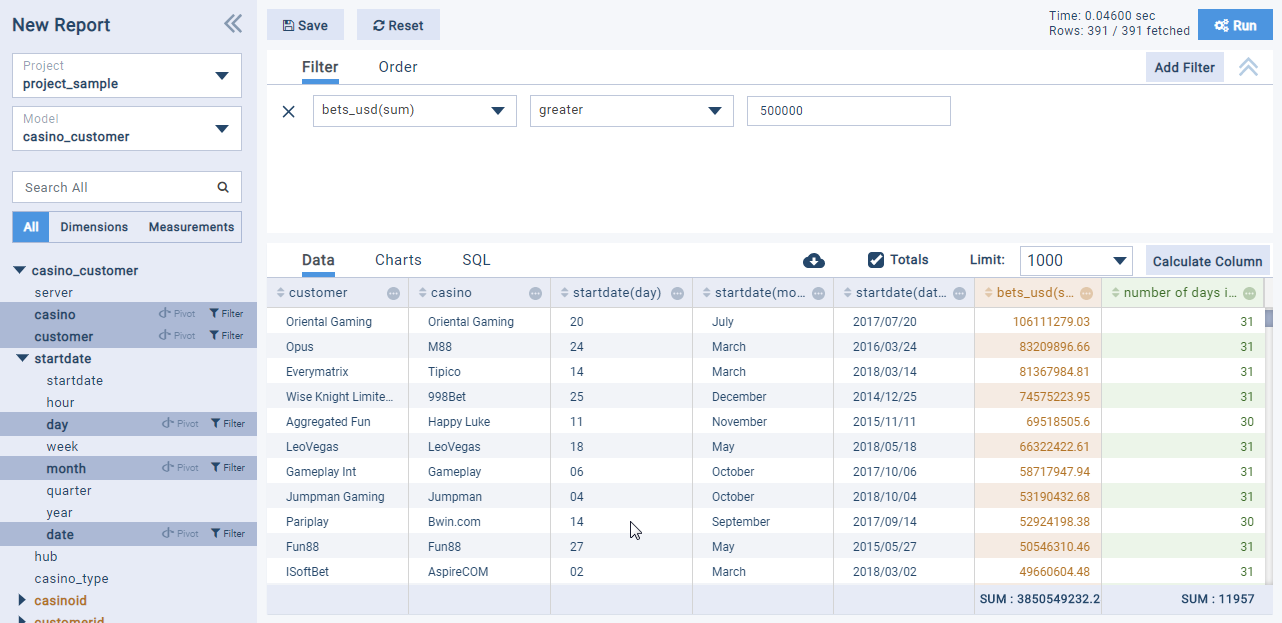 New Report
Project
project_sample
Model
casino_customer
Search All
All Dimensions Measurements
casino_customer
server
casino Pivot Filter
customer Pivot Filter
startdate
startdate
hour
day Pivot Filter
week
month Pivot Filter
quarter
year
date Pivot Filter
hub
casino_type
casinoid
customerid
Save Reset
Time: 0.04600 sec
Rows: 391 / 391 fetched
Run
Filter Order Add Filter
bets_usd(sum) greater 500000
Data Charts SQL Totals Limit: 1000 Calculate Column
customer casino startdate(day) startdate(mo... startdate(dat... bets_usd(s... number of days i...
Oriental Gaming Oriental Gaming 20 July 2017/07/20 106111279.03 31
Opus M88 24 March 2016/03/24 83209896.66 31
Everymatrix Tipico 14 March 2018/03/14 81367984.81 31
Wise Knight Limite... 998Bet 25 December 2014/12/25 74575223.95 31
Aggregated Fun Happy Luke 11 November 2015/11/11 69518505.6 30
LeoVegas LeoVegas 18 May 2018/05/18 66322422.61 31
Gameplay Int Gameplay 06 October 2017/10/06 58717947.94 31
Jumpman Gaming Jumpman 04 October 2018/10/04 53190432.68 31
Pariplay Bwin.com 14 September 2017/09/14 52924198.38 30
Fun88 Fun88 27 May 2015/05/27 50546310.46 31
ISoftBet AspireCOM 02 March 2018/03/02 49660604.48 31
SUM : 3850549232.2 SUM : 11957